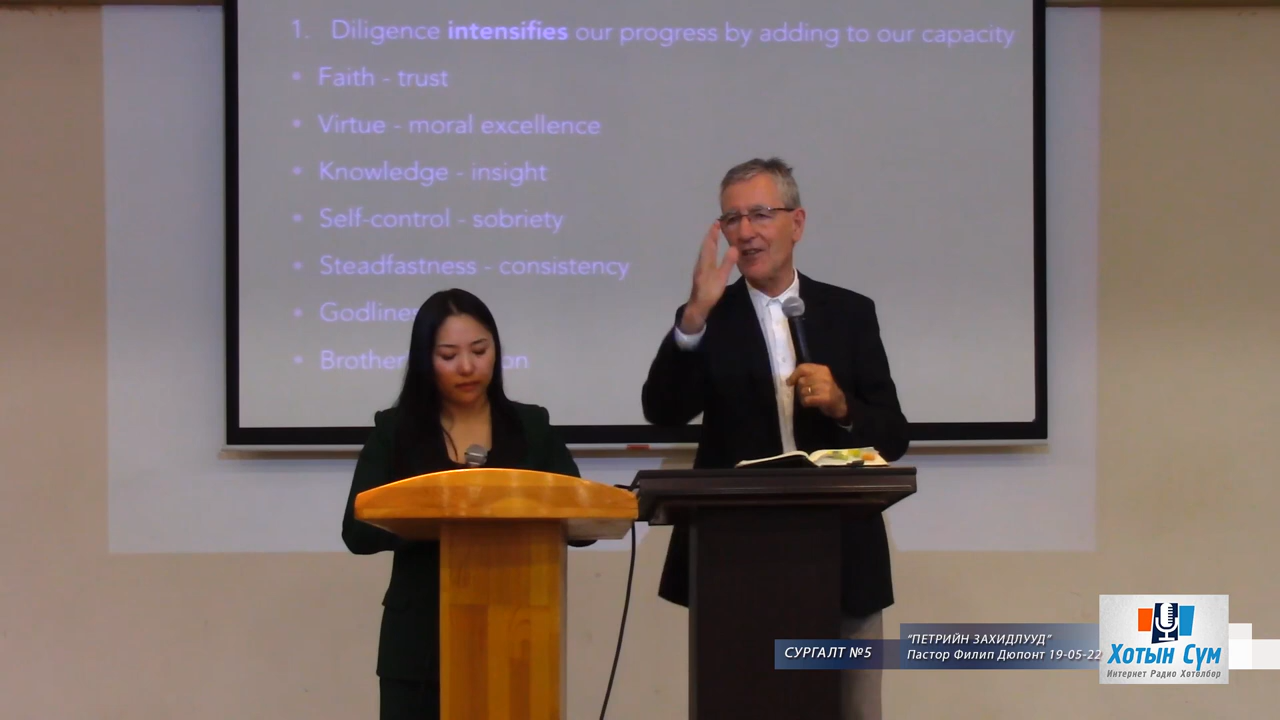 1. Diligence intensifies our progress by adding to our capacity
• Faith - trust
• Virtue - moral excellence
• Knowledge - insight
• Self-control - sobriety
• Steadfastness - consistency
•
•
СУРГАЛТ №5
“ПЕТРИЙН ЗАХИДЛУУД”
Пастор Филип Дюпонт 19-05-22
Хотын Сүм
Интернет Радио Хөтөлбөр